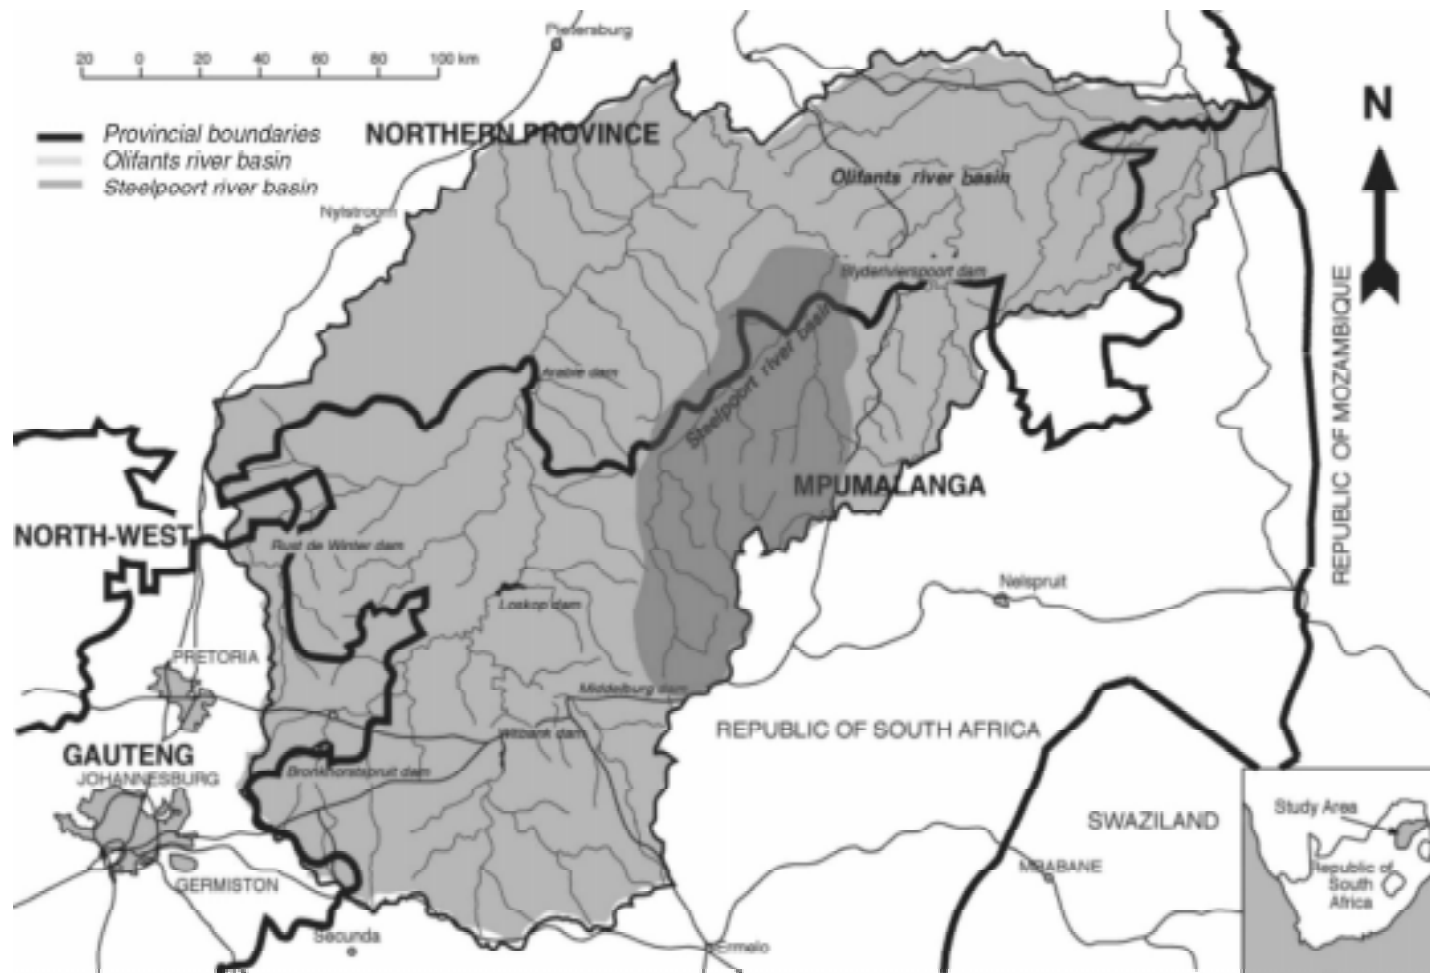 Pietersburg
20 0 20 40 60 80 100 km
N
Provincial boundaries
Olifants river basin
Steelpoort river basin
NORTHERN PROVINCE
Olifants river basin
Nylstroom
Blyderivierspoort dam
REPUBLIC OF MOZAMBIQUE
Steelpoort river basin
Arabie dam
MPUMALANGA
NORTH-WEST
Rust de Winter dam
Nelspruit
Loskop dam
PRETORIA
Middelburg dam
REPUBLIC OF SOUTH AFRICA
Witbank dam
GAUTENG
Bronkhorstspruit dam
JOHANNESBURG
Study Area
SWAZILAND
MBABANE
Republic of
South
Africa
GERMISTON
Secunda
Ermelo